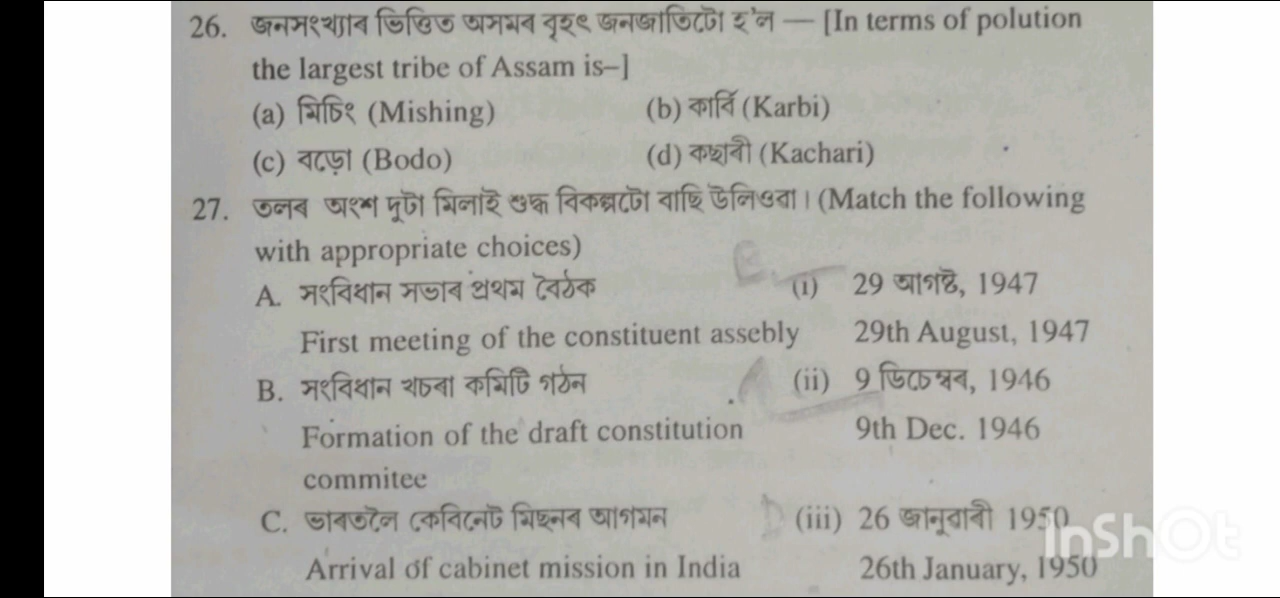 26. জনসংখ্যাৰ ভিত্তিত অসমৰ বৃহৎ জনজাতিটো হ'ল — [In terms of polution
the largest tribe of Assam is–]
(a) মিচিং (Mishing) (b) কাৰ্বি (Karbi)
(c) বড়ো (Bodo) (d) কছাৰী (Kachari)
27. তলৰ অংশ দুটা মিলাই শুদ্ধ বিকল্পটো বাছি উলিওৱা। (Match the following
with appropriate choices)
A. সংবিধান সভাৰ প্ৰথম বৈঠক (i) 29 আগষ্ট, 1947
First meeting of the constituent assebly 29th August, 1947
B. সংবিধান খচৰা কমিটি গঠন A (ii) 9 ডিচেম্বৰ, 1946
Formation of the draft constitution 9th Dec. 1946
commitee
C. ভাৰতলৈ কেবিনেট মিছনৰ আগমন D (iii) 26 জানুৱাৰী 1950
Arrival of cabinet mission in India 26th January, 1950
InShOt